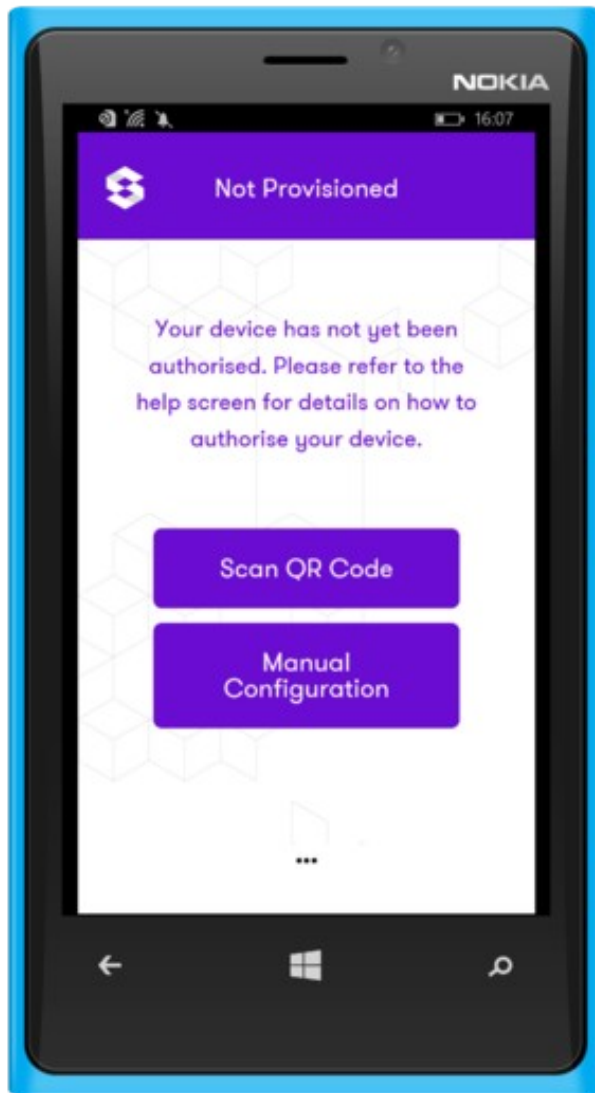 NOKIA
16:07
Not Provisioned
Your device has not yet been
authorised. Please refer to the
help screen for details on how to
authorise your device.
Scan QR Code
Manual
Configuration
...